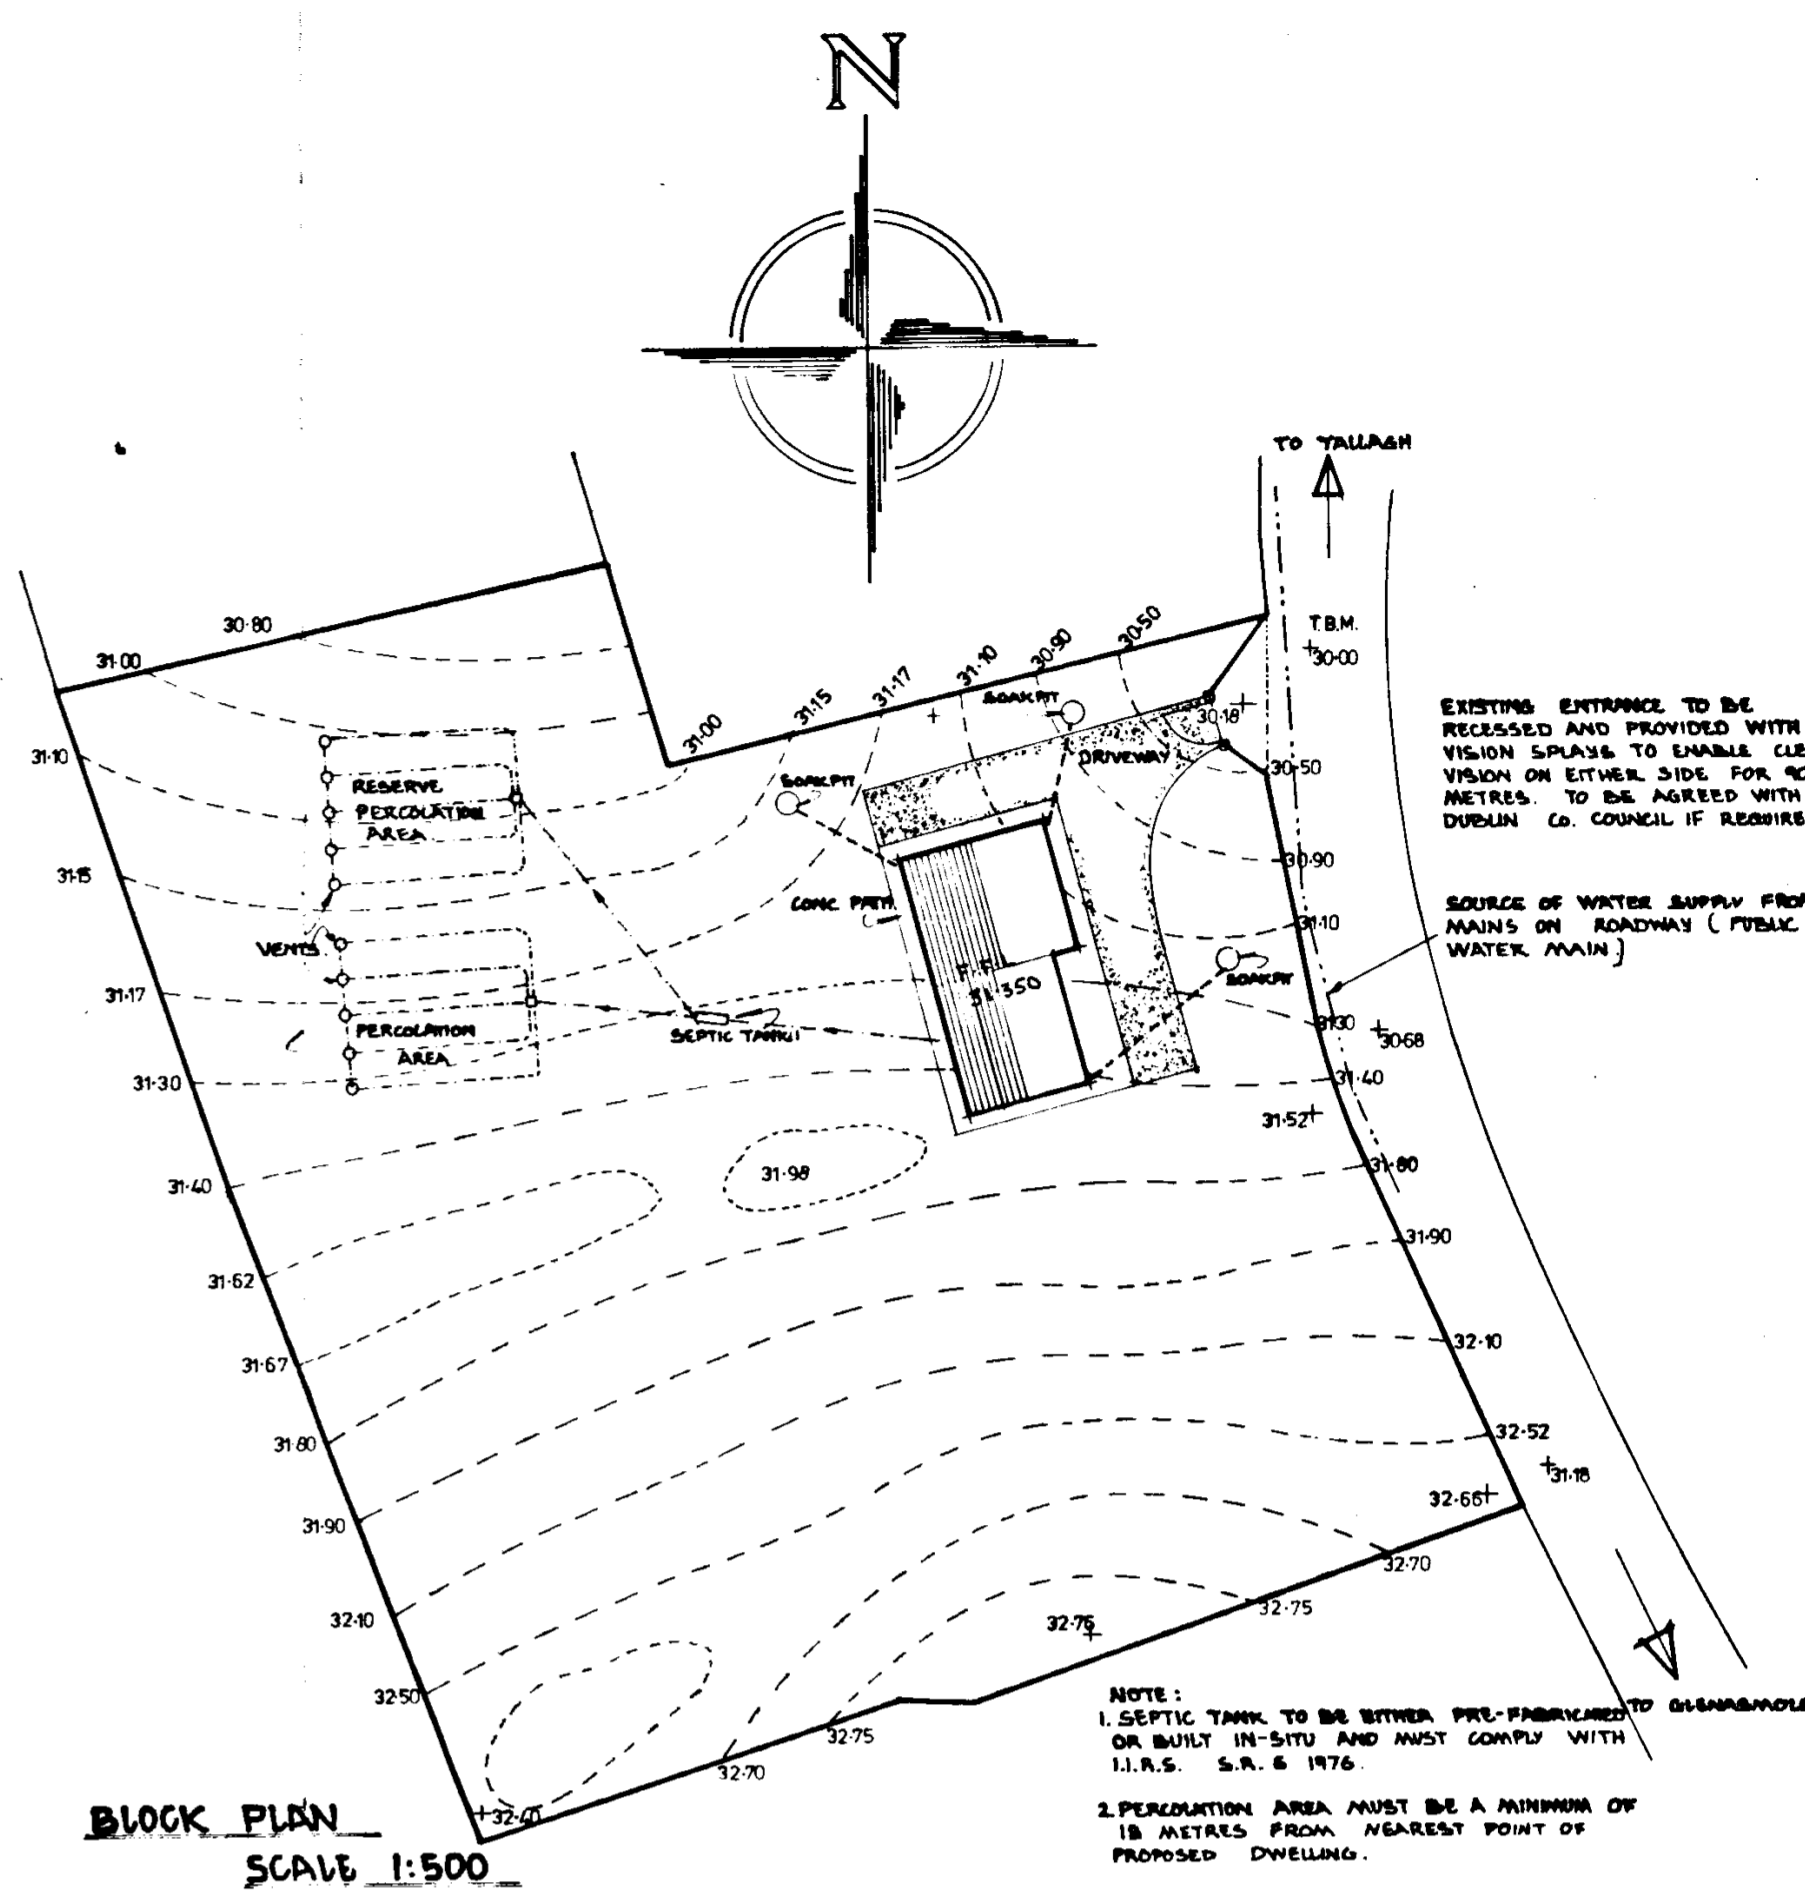 N
TO TALLAGH
T.B.M.
30·00
30·80
31·00
31·10
31·15
31·17
31·30
31·40
31·62
31·67
31·80
31·90
32·10
32·50
31·00
31·15
31·17
31·10
30·90
30·50
SOAKPIT
30·18
DRIVEWAY
SOAKPIT
30·50
30·90
31·10
EXISTING ENTRANCE TO BE
RECESSED AND PROVIDED WITH
VISION SPLAYS TO ENABLE CLE
VISION ON EITHER SIDE FOR 90
METRES. TO BE AGREED WITH
DUBLIN CO. COUNCIL IF REQUIRE
SOURCE OF WATER SUPPLY FROM
MAINS ON ROADWAY ( PUBLIC
WATER MAIN )
RESERVE
PERCOLATION
AREA
VENTS
PERCOLATION
AREA
SEPTIC TANK
CONC. PATH
F.F.L.
31·350
SOAKPIT
31·30
30·68
31·40
31·52
31·98
31·80
31·90
32·10
32·52
31·18
32·66
32·70
32·75
32·76
32·75
32·70
32·40
TO GLENASMOLE
NOTE :
1. SEPTIC TANK TO BE EITHER PRE-FABRICATED
OR BUILT IN-SITU AND MUST COMPLY WITH
I.I.R.S. S.R. 6 1976.
2. PERCOLATION AREA MUST BE A MINIMUM OF
18 METRES FROM NEAREST POINT OF
PROPOSED DWELLING.
BLOCK PLAN
SCALE 1:500